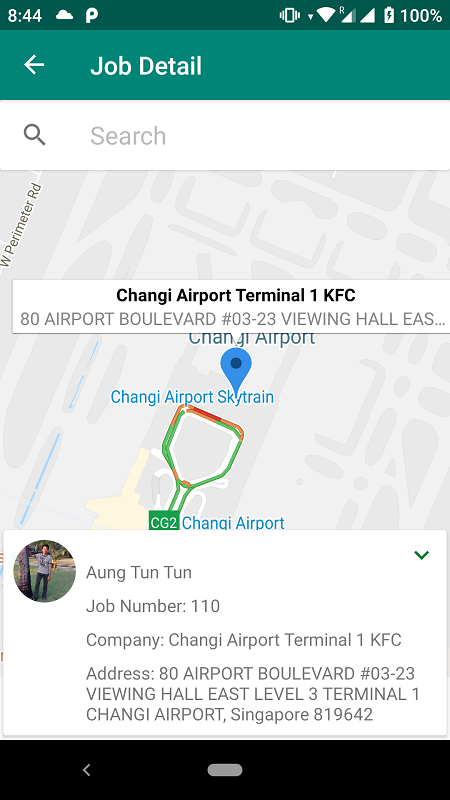 8:44
R
100%
Job Detail
Search
W Perimeter Rd
Changi Airport Terminal 1 KFC
80 AIRPORT BOULEVARD #03-23 VIEWING HALL EAS...
Changi Airport
Changi Airport Skytrain
CG2 Changi Airport
Aung Tun Tun
Job Number: 110
Company: Changi Airport Terminal 1 KFC
Address: 80 AIRPORT BOULEVARD #03-23
VIEWING HALL EAST LEVEL 3 TERMINAL 1
CHANGI AIRPORT, Singapore 819642